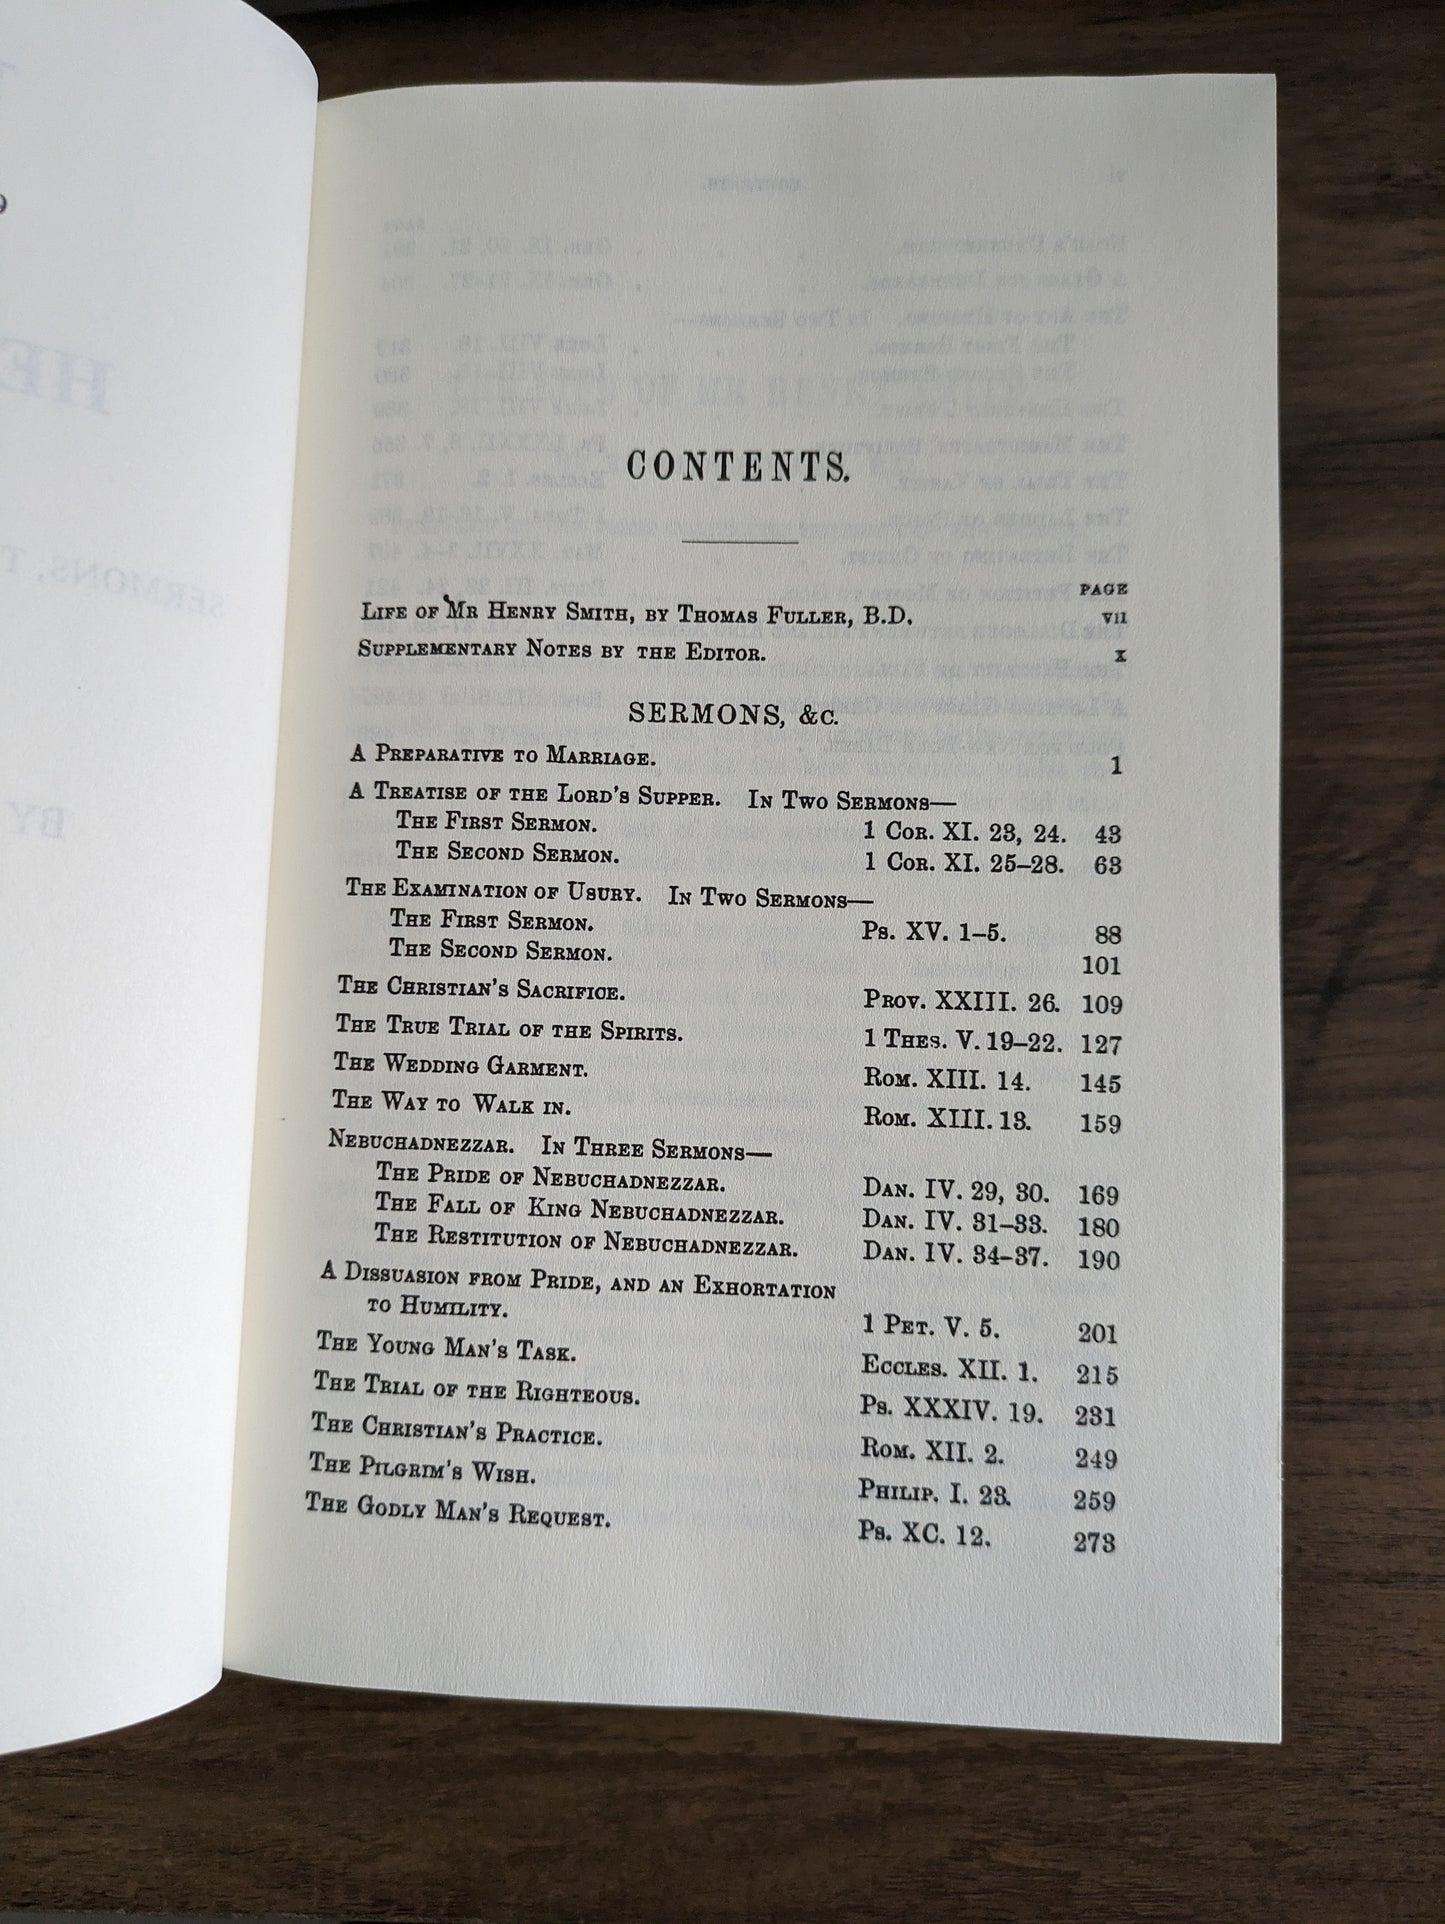 CONTENTS.
PAGE
LIFE OF MR HENRY SMITH, BY THOMAS FULLER, B.D. vii
SUPPLEMENTARY NOTES BY THE EDITOR. x
SERMONS, &c.
A PREPARATIVE TO MARRIAGE. 1
A TREATISE OF THE LORD'S SUPPER. IN TWO SERMONS—
THE FIRST SERMON. 1 COR. XI. 23, 24. 43
THE SECOND SERMON. 1 COR. XI. 25–28. 63
THE EXAMINATION OF USURY. IN TWO SERMONS—
THE FIRST SERMON. PS. XV. 1–5. 88
THE SECOND SERMON. 101
THE CHRISTIAN'S SACRIFICE. PROV. XXIII. 26. 109
THE TRUE TRIAL OF THE SPIRITS. 1 THES. V. 19–22. 127
THE WEDDING GARMENT. ROM. XIII. 14. 145
THE WAY TO WALK IN. ROM. XIII. 13. 159
NEBUCHADNEZZAR. IN THREE SERMONS—
THE PRIDE OF NEBUCHADNEZZAR. DAN. IV. 29, 30. 169
THE FALL OF KING NEBUCHADNEZZAR. DAN. IV. 31–33. 180
THE RESTITUTION OF NEBUCHADNEZZAR. DAN. IV. 34–37. 190
A DISSUASION FROM PRIDE, AND AN EXHORTATION
TO HUMILITY. 1 PET. V. 5. 201
THE YOUNG MAN'S TASK. ECCLES. XII. 1. 215
THE TRIAL OF THE RIGHTEOUS. PS. XXXIV. 19. 231
THE CHRISTIAN'S PRACTICE. ROM. XII. 2. 249
THE PILGRIM'S WISH. PHILIP. I. 23. 259
THE GODLY MAN'S REQUEST. PS. XC. 12. 273